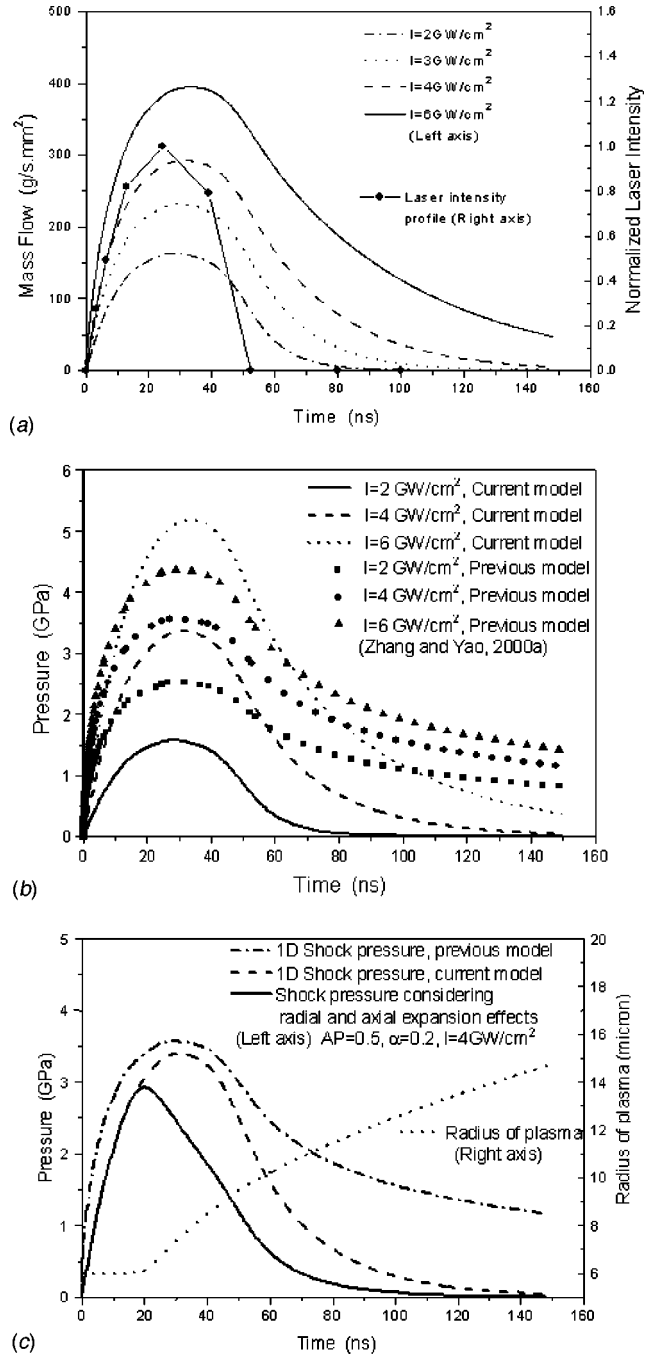 500
400
300
200
100
0
Mass Flow (g/s.mm²)
I=2GW/cm²
I=3GW/cm²
I=4GW/cm²
I=6GW/cm²
(Left axis)
Laser intensity
profile (Right axis)
1.6
1.4
1.2
1.0
0.8
0.6
0.4
0.2
0.0
Normalized Laser Intensity
0 20 40 60 80 100 120 140 160
Time (ns)
(a)
6
5
4
3
2
1
0
Pressure (GPa)
I=2 GW/cm², Current model
I=4 GW/cm², Current model
I=6 GW/cm², Current model
I=2 GW/cm², Previous model
I=4 GW/cm², Previous model
I=6 GW/cm², Previous model
(Zhang and Yao, 2000a)
0 20 40 60 80 100 120 140 160
Time (ns)
(b)
5
4
3
2
1
0
Pressure (GPa)
1D Shock pressure, previous model
1D Shock pressure, current model
Shock pressure considering
radial and axial expansion effects
(Left axis) AP=0.5, α=0.2, I=4GW/cm²
Radius of plasma
(Right axis)
20
18
16
14
12
10
8
6
Radius of plasma (micron)
0 20 40 60 80 100 120 140 160
Time (ns)
(c)